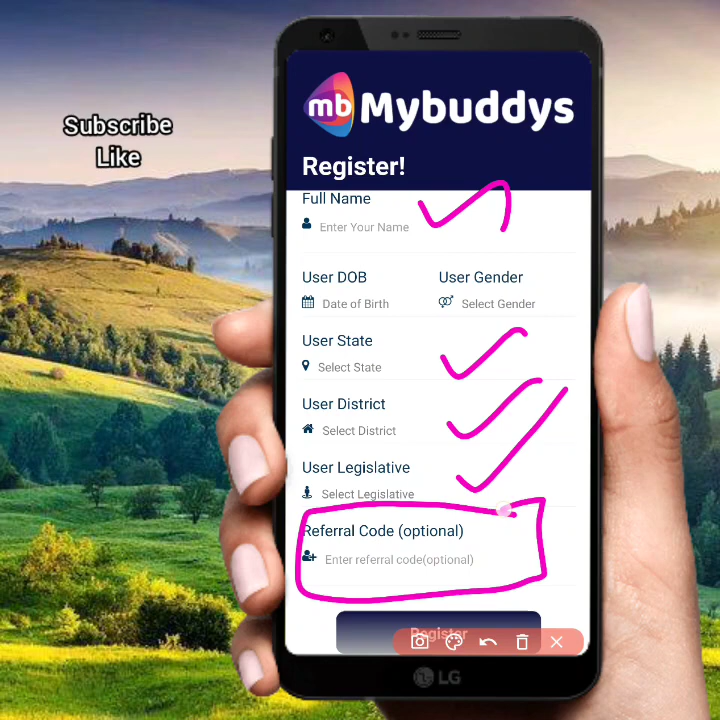 Subscribe
Like
mb Mybuddys
Register!
Full Name
Enter Your Name
User DOB User Gender
Date of Birth Select Gender
User State
Select State
User District
Select District
User Legislative
Select Legislative
Referral Code (optional)
Enter referral code(optional)
Register
LG